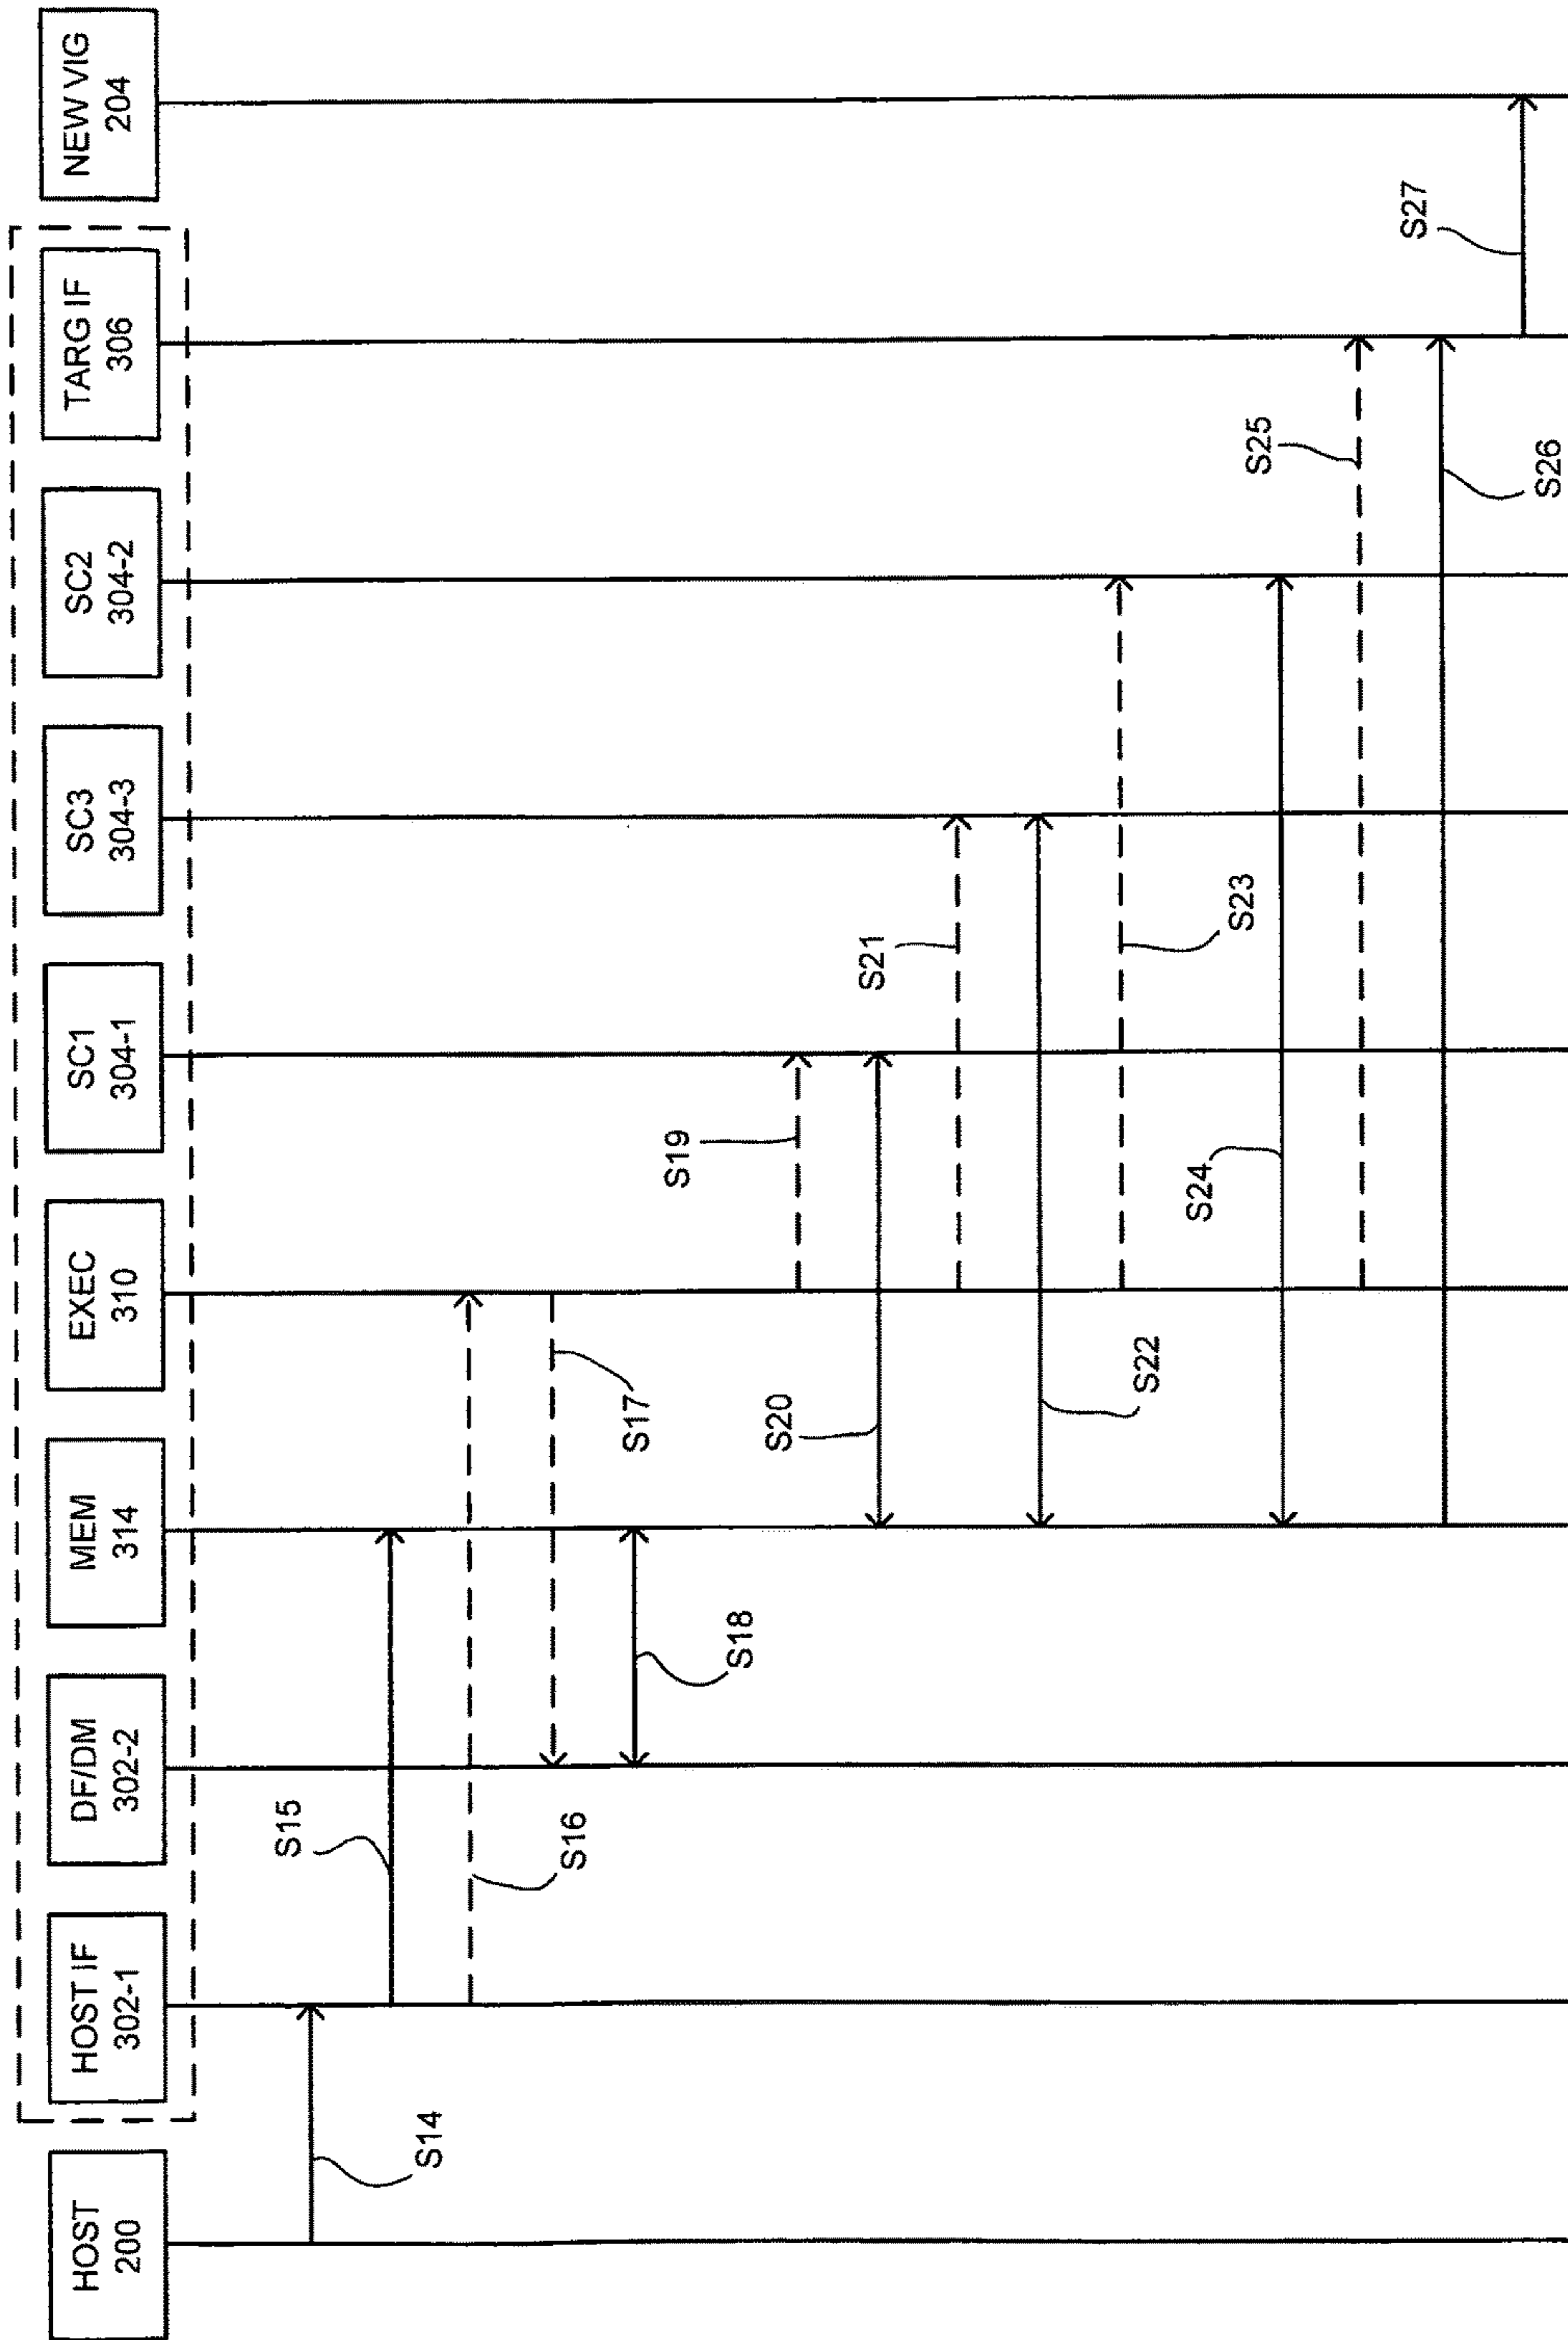 HOST
200
HOST IF
302-1
DF/DM
302-2
MEM
314
EXEC
310
SC1
304-1
SC3
304-3
SC2
304-2
TARG IF
306
NEW VIG
204
S14
S15
S16
S17
S18
S19
S20
S21
S22
S23
S24
S25
S26
S27